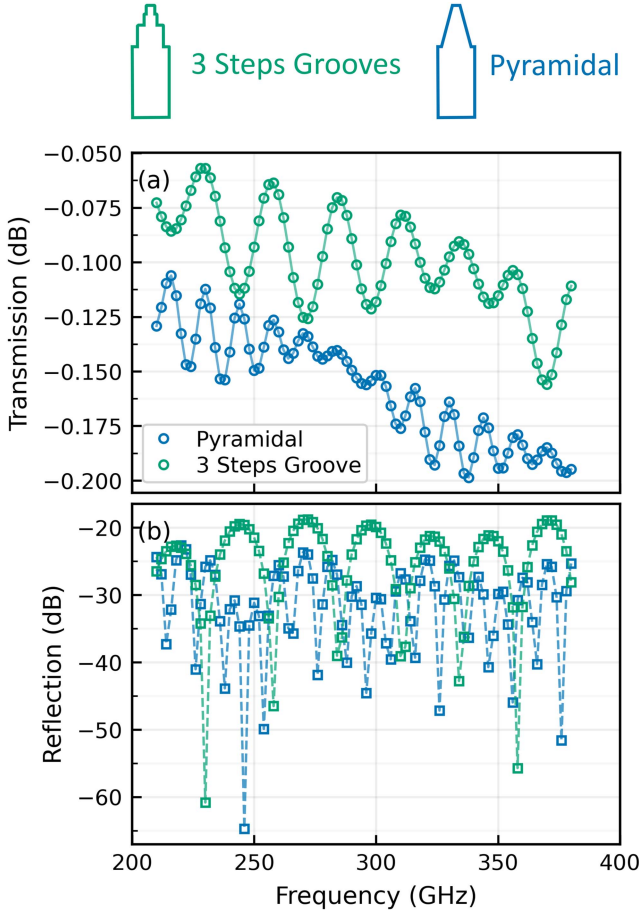 3 Steps Grooves
Pyramidal
−0.050
(a)
−0.075
−0.100
−0.125
−0.150
−0.175
−0.200
Transmission (dB)
Pyramidal
3 Steps Groove
(b)
−20
−30
−40
−50
−60
Reflection (dB)
200
250
300
350
400
Frequency (GHz)